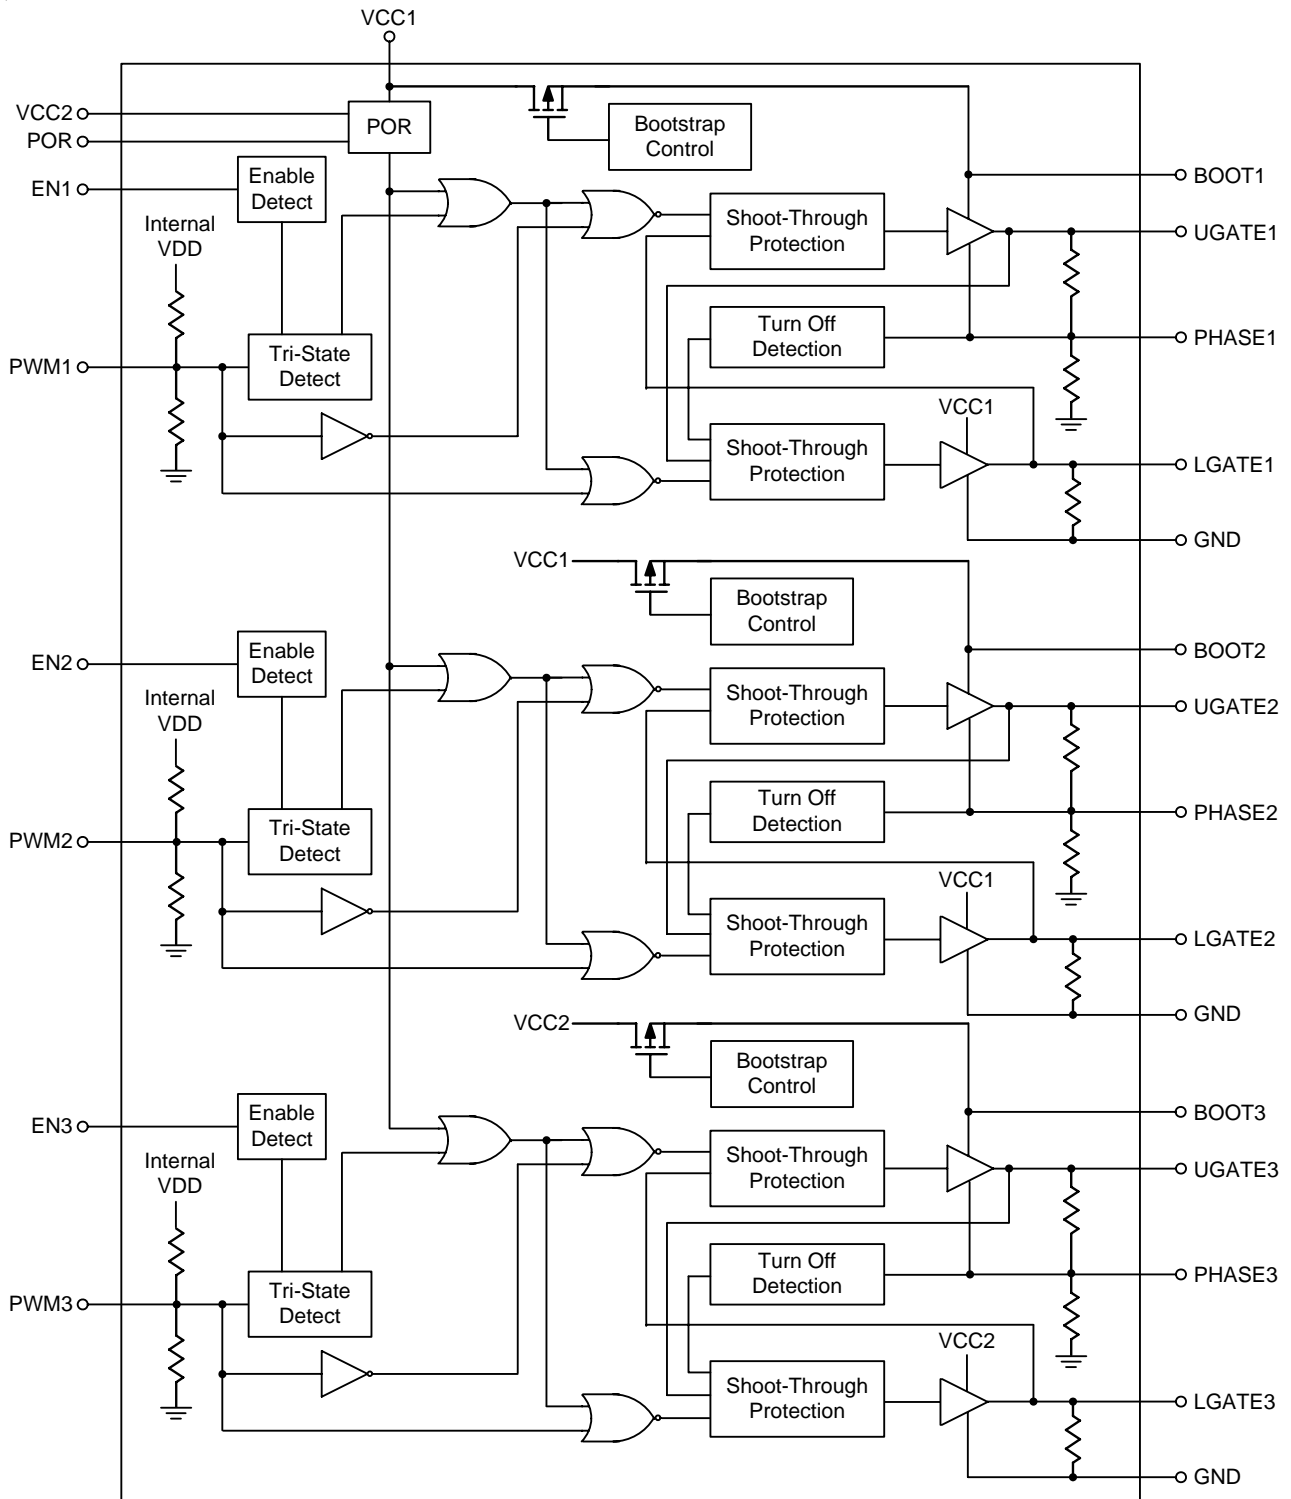 VCC1
VCC2
POR
POR
Bootstrap
Control
EN1
Enable
Detect
BOOT1
Internal
VDD
Shoot-Through
Protection
UGATE1
Turn Off
Detection
PHASE1
PWM1
Tri-State
Detect
VCC1
Shoot-Through
Protection
LGATE1
GND
VCC1
Bootstrap
Control
EN2
Enable
Detect
BOOT2
Internal
VDD
Shoot-Through
Protection
UGATE2
Turn Off
Detection
PHASE2
PWM2
Tri-State
Detect
VCC1
Shoot-Through
Protection
LGATE2
GND
VCC2
Bootstrap
Control
EN3
Enable
Detect
BOOT3
Internal
VDD
Shoot-Through
Protection
UGATE3
Turn Off
Detection
PHASE3
PWM3
Tri-State
Detect
VCC2
Shoot-Through
Protection
LGATE3
GND